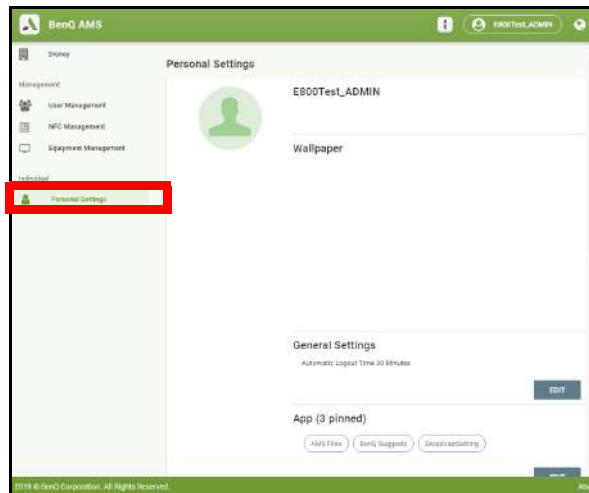 BenQ AMS
E800Test_ADMIN
Disney
Management
User Management
NFC Management
Equipment Management
Individual
Personal Settings
Personal Settings
E800Test_ADMIN
Wallpaper
General Settings
Automatic Logout Time 30 Minutes
EDIT
App (3 pinned)
AMS Files
BenQ Suggests
BroadcastSetting
2019 © BenQ Corporation. All Rights Reserved.